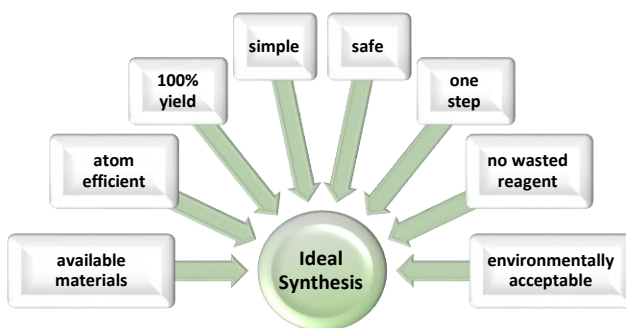 simple
safe
100%
yield
one
step
atom
efficient
no wasted
reagent
available
materials
Ideal
Synthesis
environmentally
acceptable